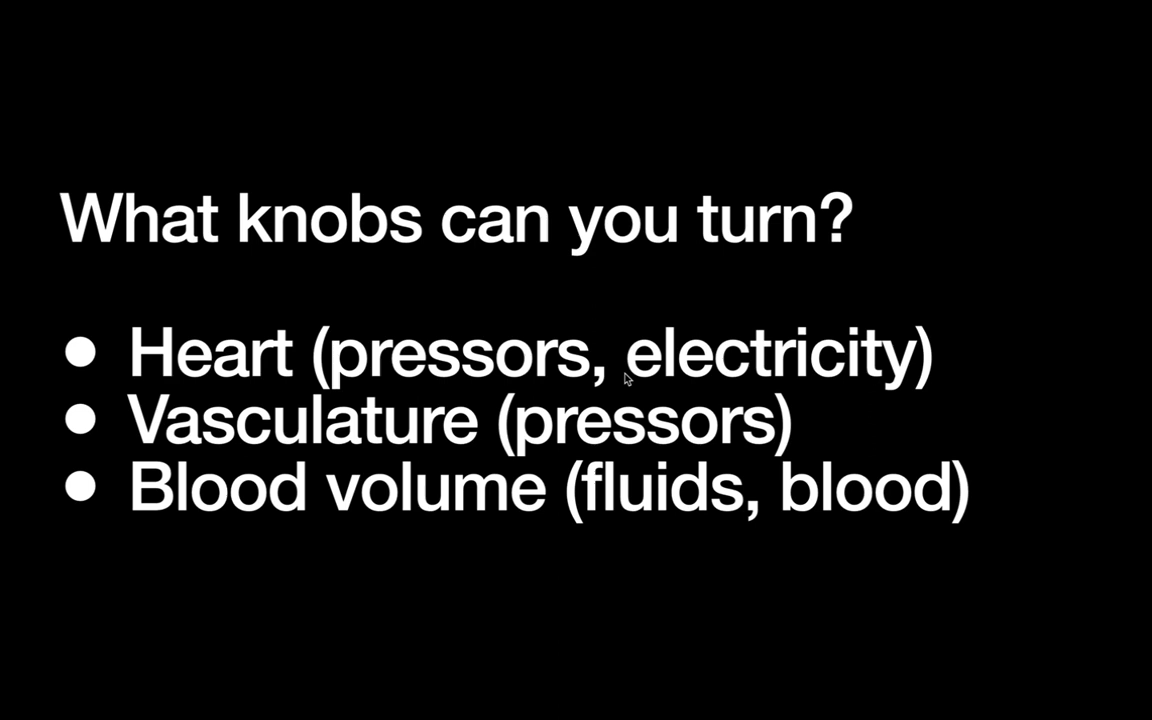 What knobs can you turn?
● Heart (pressors, electricity)
● Vasculature (pressors)
● Blood volume (fluids, blood)